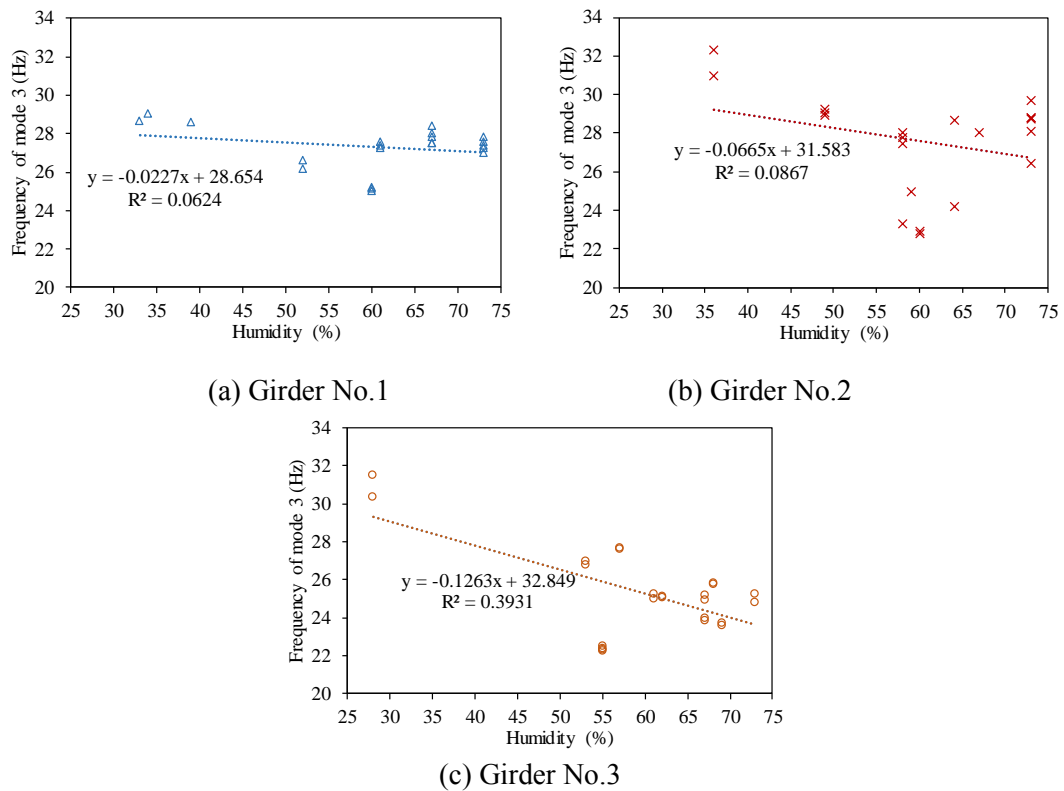 34
32
30
28
26
24
22
20
Frequency of mode 3 (Hz)
y = -0.0227x + 28.654
R² = 0.0624
25 30 35 40 45 50 55 60 65 70 75
Humidity (%)
(a) Girder No.1
34
32
30
28
26
24
22
20
Frequency of mode 3 (Hz)
y = -0.0665x + 31.583
R² = 0.0867
25 30 35 40 45 50 55 60 65 70 75
Humidity (%)
(b) Girder No.2
34
32
30
28
26
24
22
20
Frequency of mode 3 (Hz)
y = -0.1263x + 32.849
R² = 0.3931
25 30 35 40 45 50 55 60 65 70 75
Humidity (%)
(c) Girder No.3